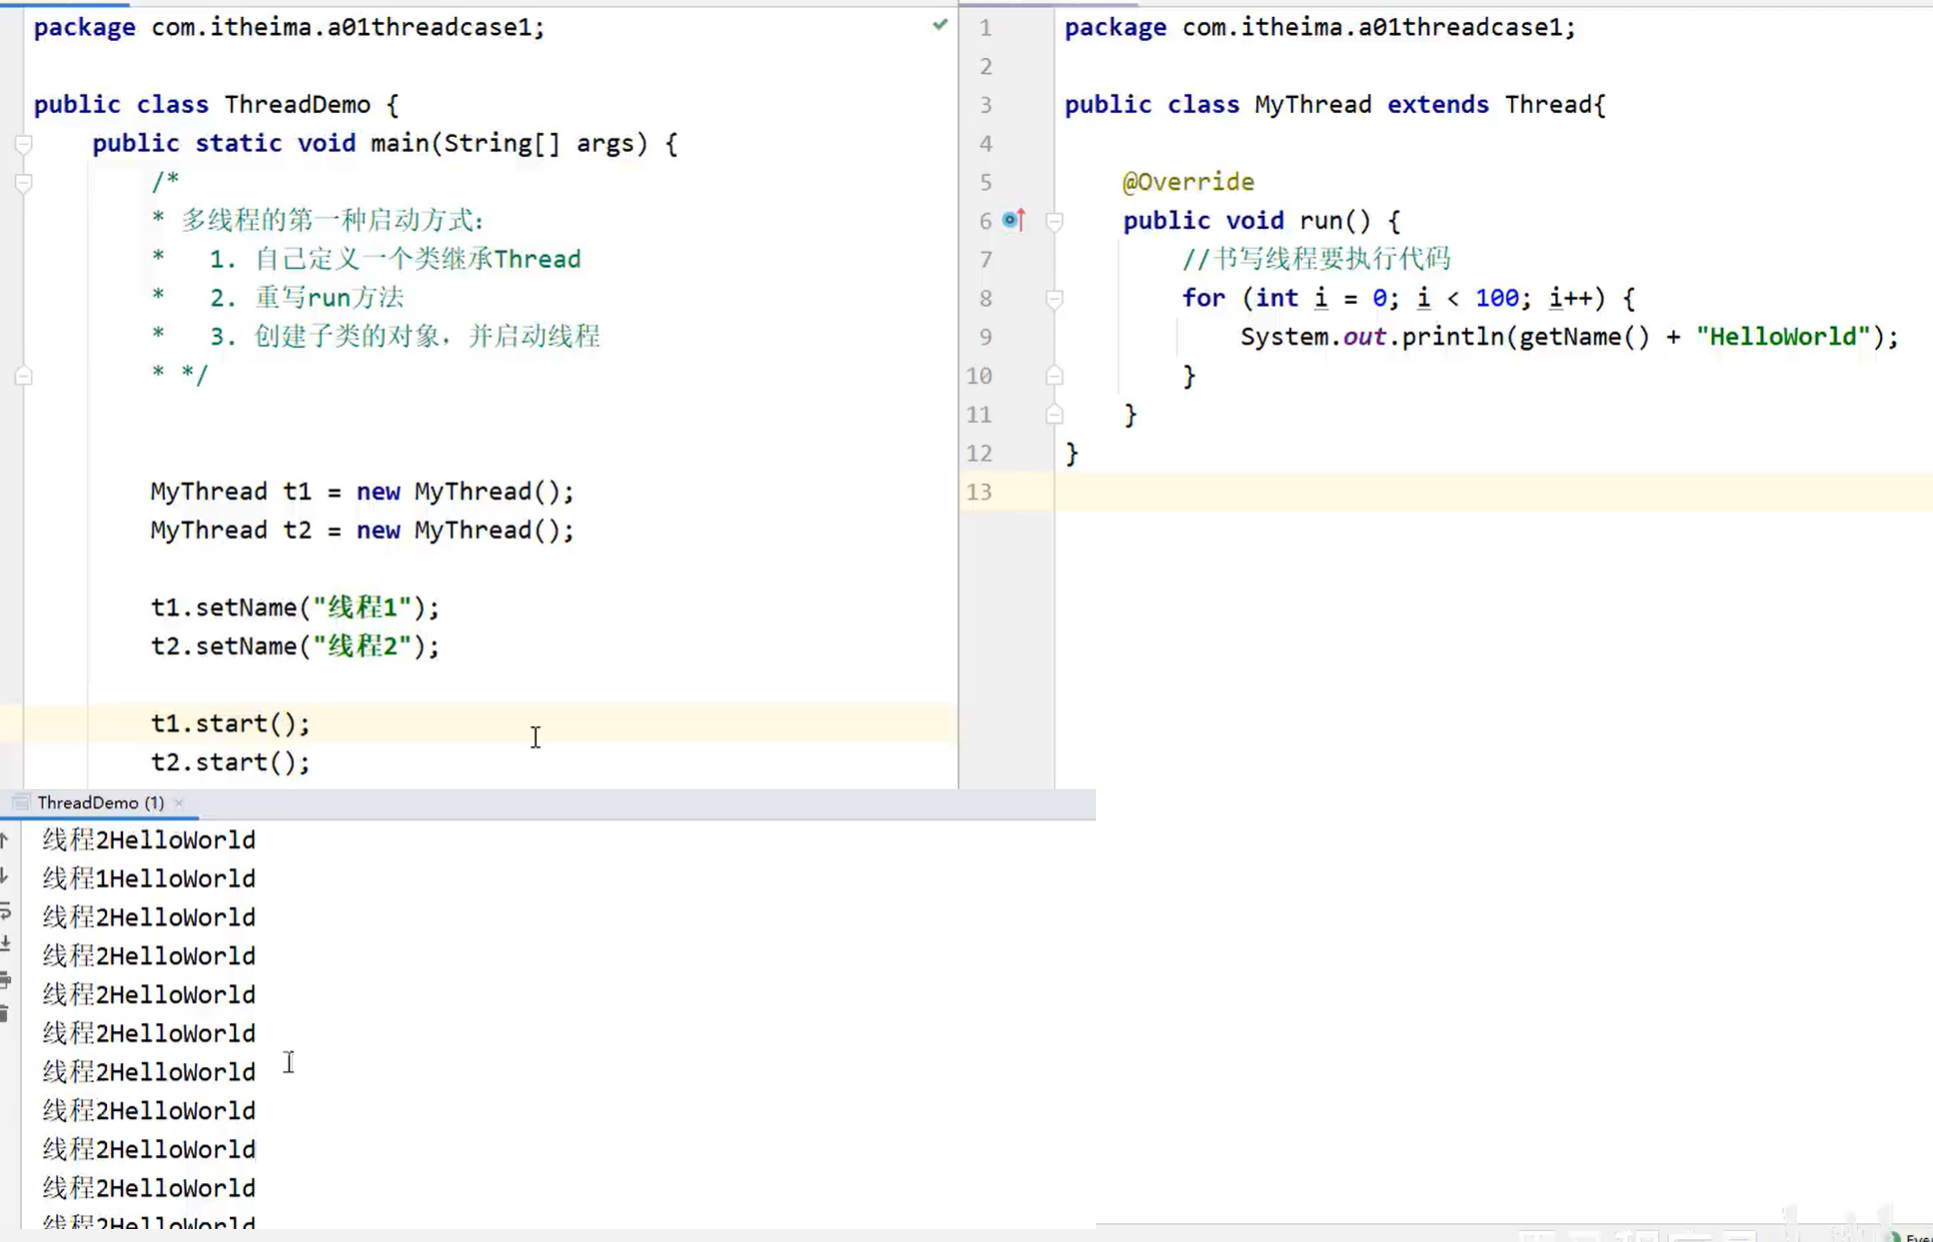 package com.itheima.a01threadcase1;
public class ThreadDemo {
public static void main(String[] args) {
/*
* 多线程的第一种启动方式：
* 1. 自己定义一个类继承Thread
* 2. 重写run方法
* 3. 创建子类的对象，并启动线程
* */
MyThread t1 = new MyThread();
MyThread t2 = new MyThread();
t1.setName("线程1");
t2.setName("线程2");
t1.start();
t2.start();
1 package com.itheima.a01threadcase1;
2
3 public class MyThread extends Thread{
4
5 @Override
6 public void run() {
7 //书写线程要执行代码
8 for (int i = 0; i < 100; i++) {
9 System.out.println(getName() + "HelloWorld");
10 }
11 }
12 }
13
ThreadDemo (1)
线程2HelloWorld
线程1HelloWorld
线程2HelloWorld
线程2HelloWorld
线程2HelloWorld
线程2HelloWorld
线程2HelloWorld
线程2HelloWorld
线程2HelloWorld
线程2HelloWorld
线程2HelloWorld